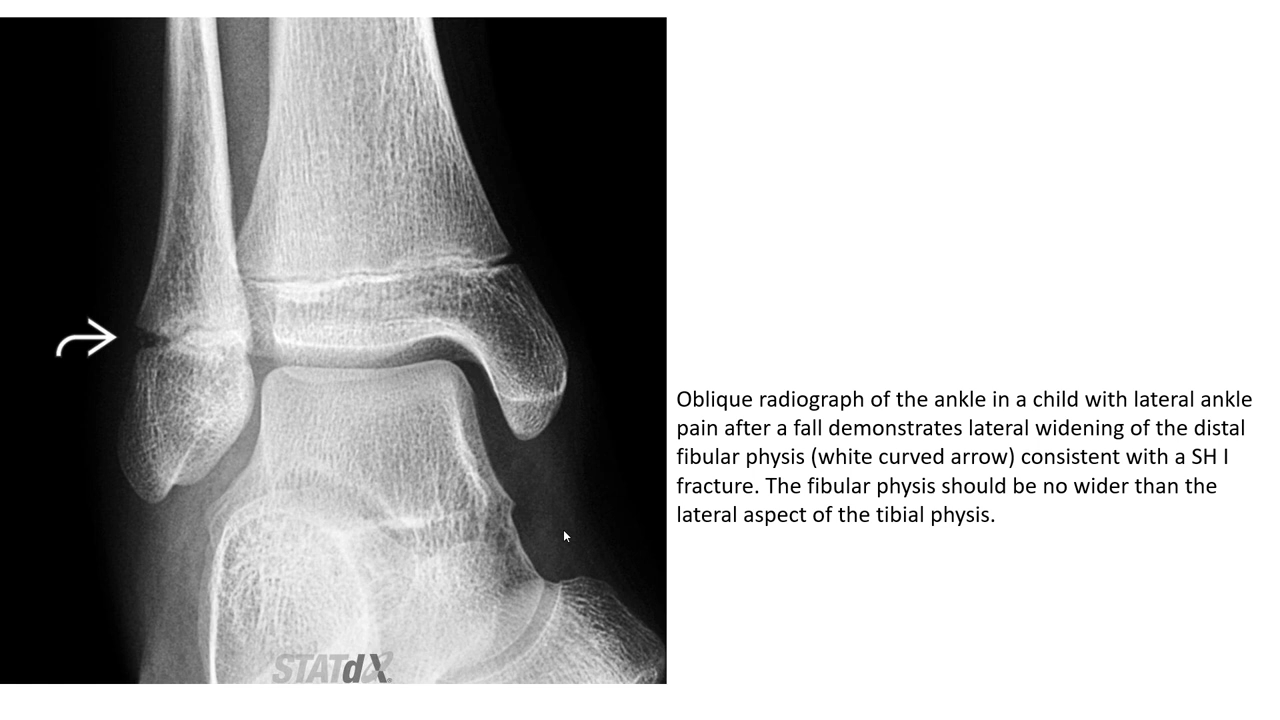 Oblique radiograph of the ankle in a child with lateral ankle
pain after a fall demonstrates lateral widening of the distal
fibular physis (white curved arrow) consistent with a SH I
fracture. The fibular physis should be no wider than the
lateral aspect of the tibial physis.
STATdX